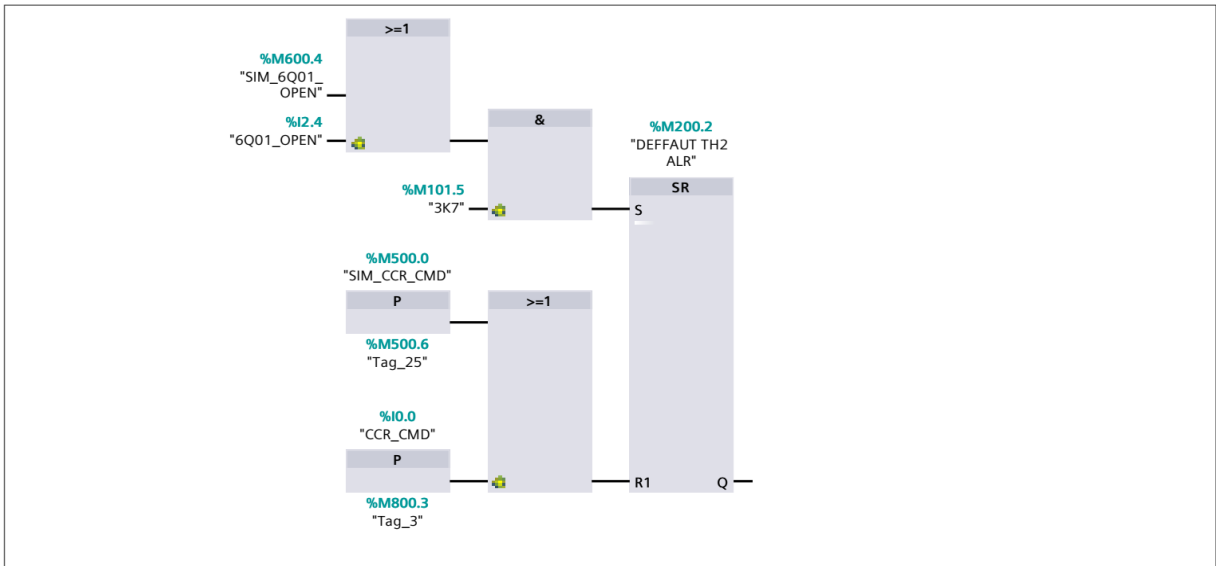 >=1
%M600.4
"SIM_6Q01_
OPEN"
%I2.4
"6Q01_OPEN"
&
%M101.5
"3K7"
%M200.2
"DEFFAUT TH2
ALR"
SR
S
%M500.0
"SIM_CCR_CMD"
P
%M500.6
"Tag_25"
>=1
%I0.0
"CCR_CMD"
P
%M800.3
"Tag_3"
R1
Q